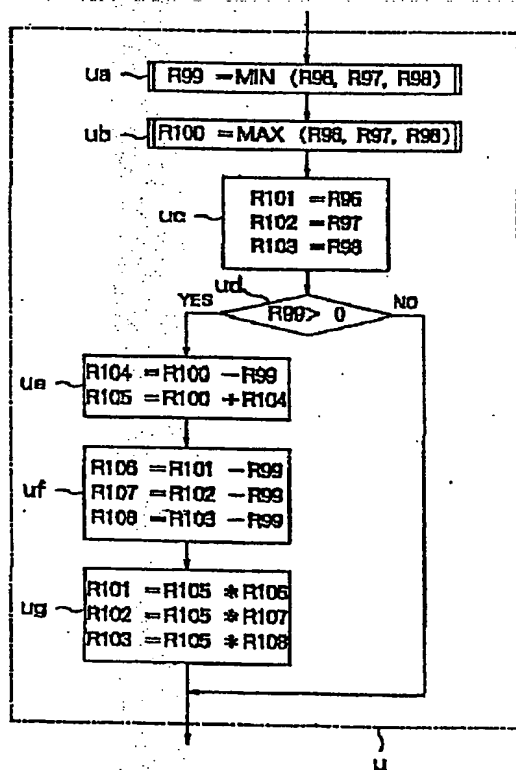 ua
R99 =MIN (R96, R97, R98)
ub
R100 =MAX (R96, R97, R98)
uc
R101 =R96
R102 =R97
R103 =R98
ud
YES
R99> 0
NO
ue
R104 =R100 -R99
R105 =R100 +R104
uf
R106 =R101 -R99
R107 =R102 -R99
R108 =R103 -R99
ug
R101 =R105 *R106
R102 =R105 *R107
R103 =R105 *R108
u